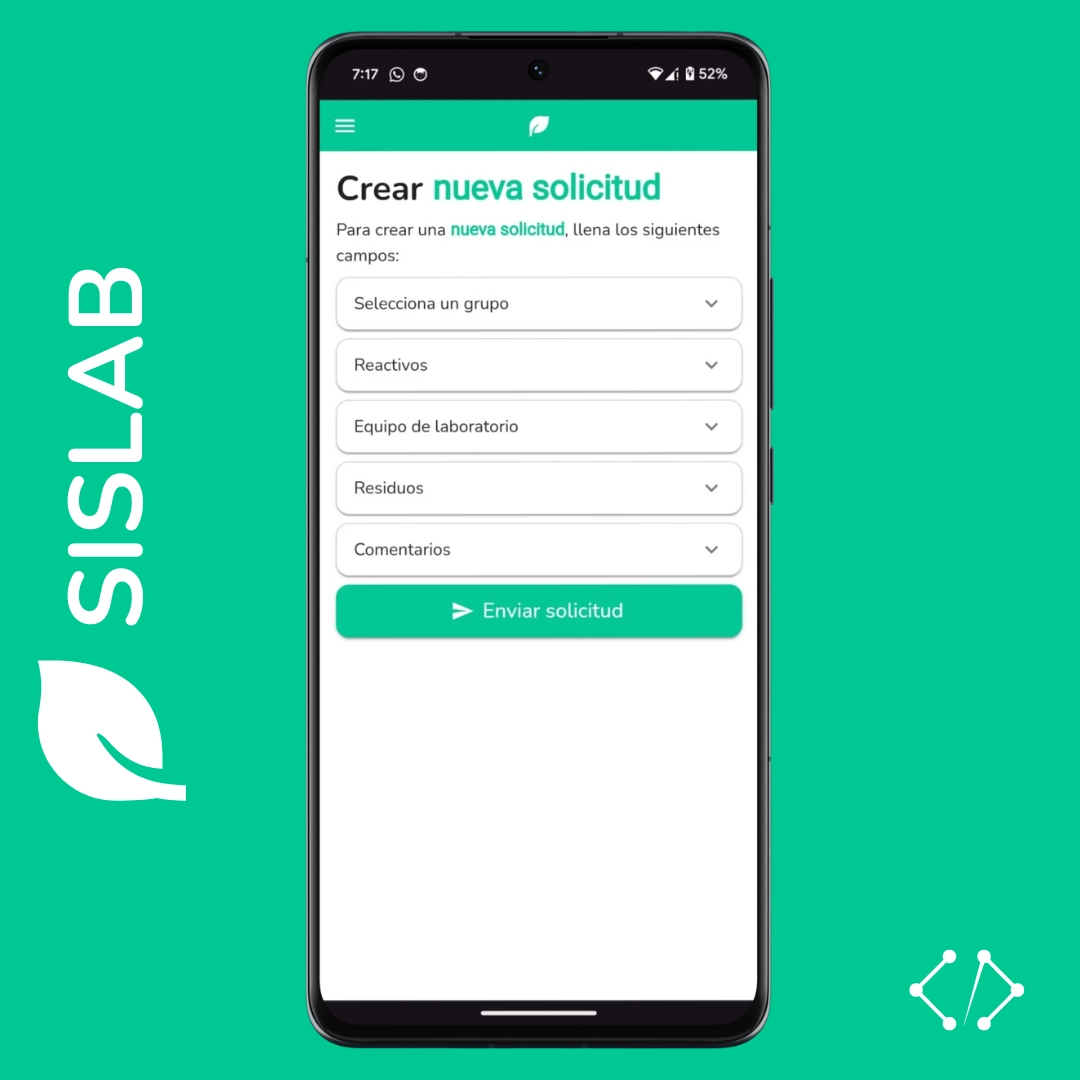 SISLAB
7:17
52%
Crear nueva solicitud
Para crear una nueva solicitud, llena los siguientes
campos:
Selecciona un grupo
Reactivos
Equipo de laboratorio
Residuos
Comentarios
Enviar solicitud